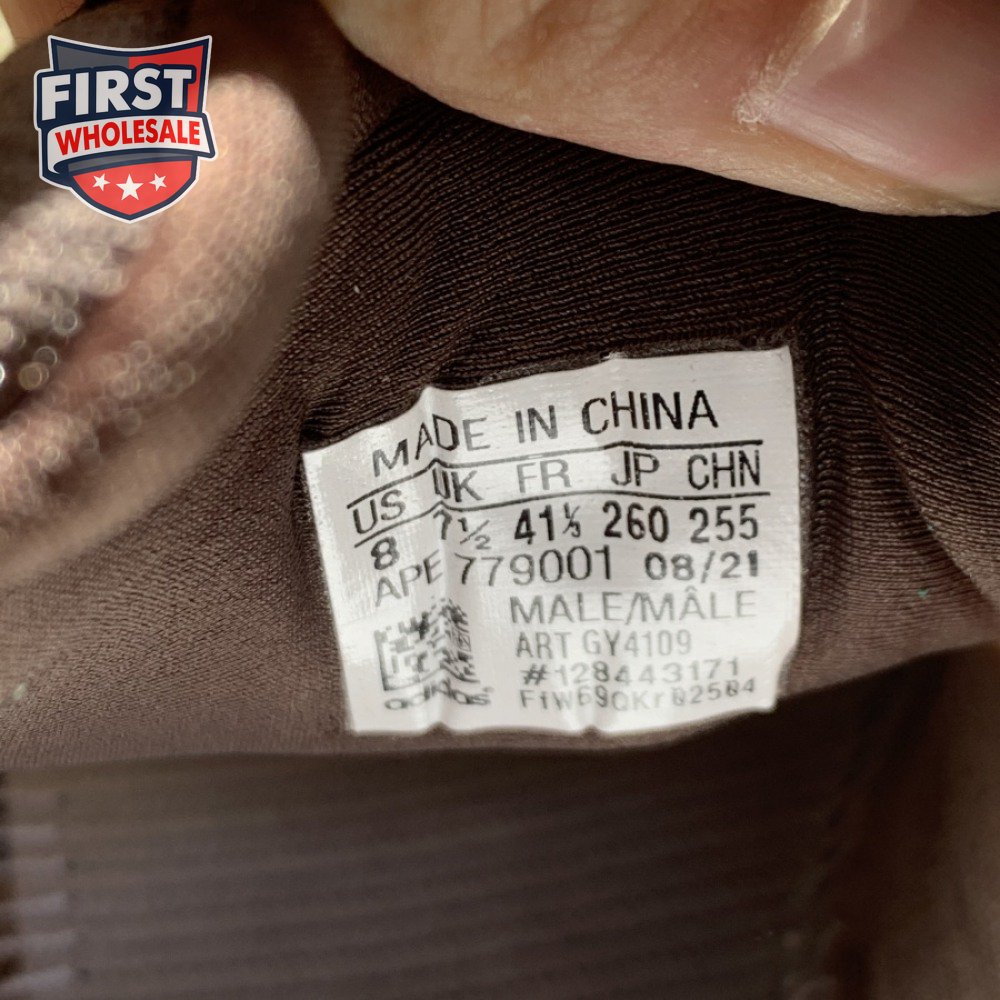 FIRST
WHOLESALE
MADE IN CHINA
US UK FR JP CHN
8 7½ 41⅓ 260 255
APE 779001 08/21
MALE/MÂLE
ART GY4109
#128443171